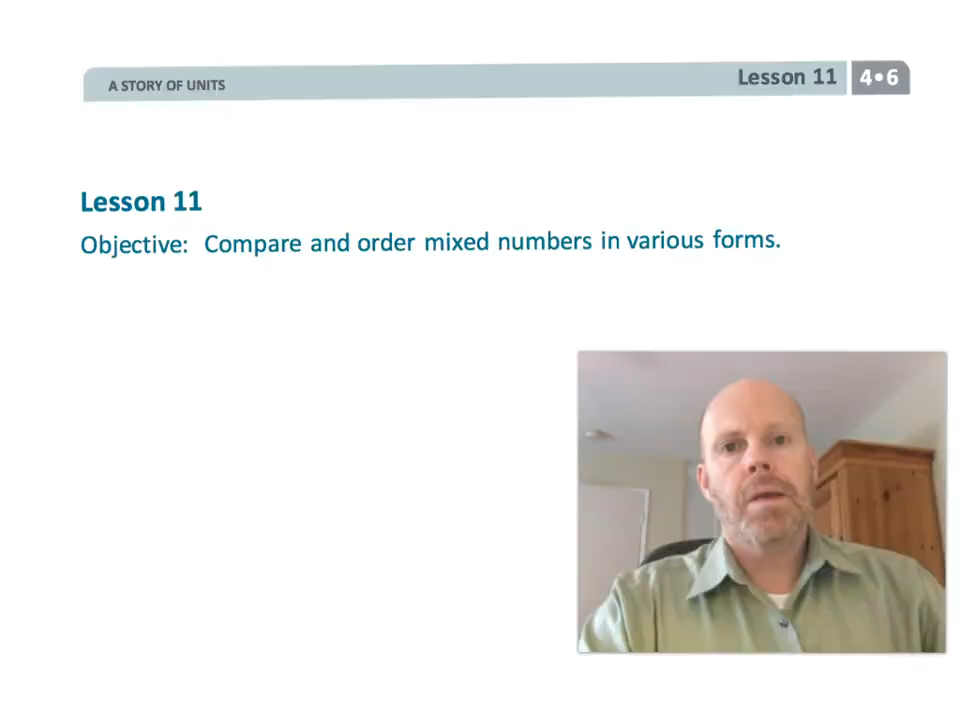 A STORY OF UNITS
Lesson 11 4•6
Lesson 11
Objective: Compare and order mixed numbers in various forms.